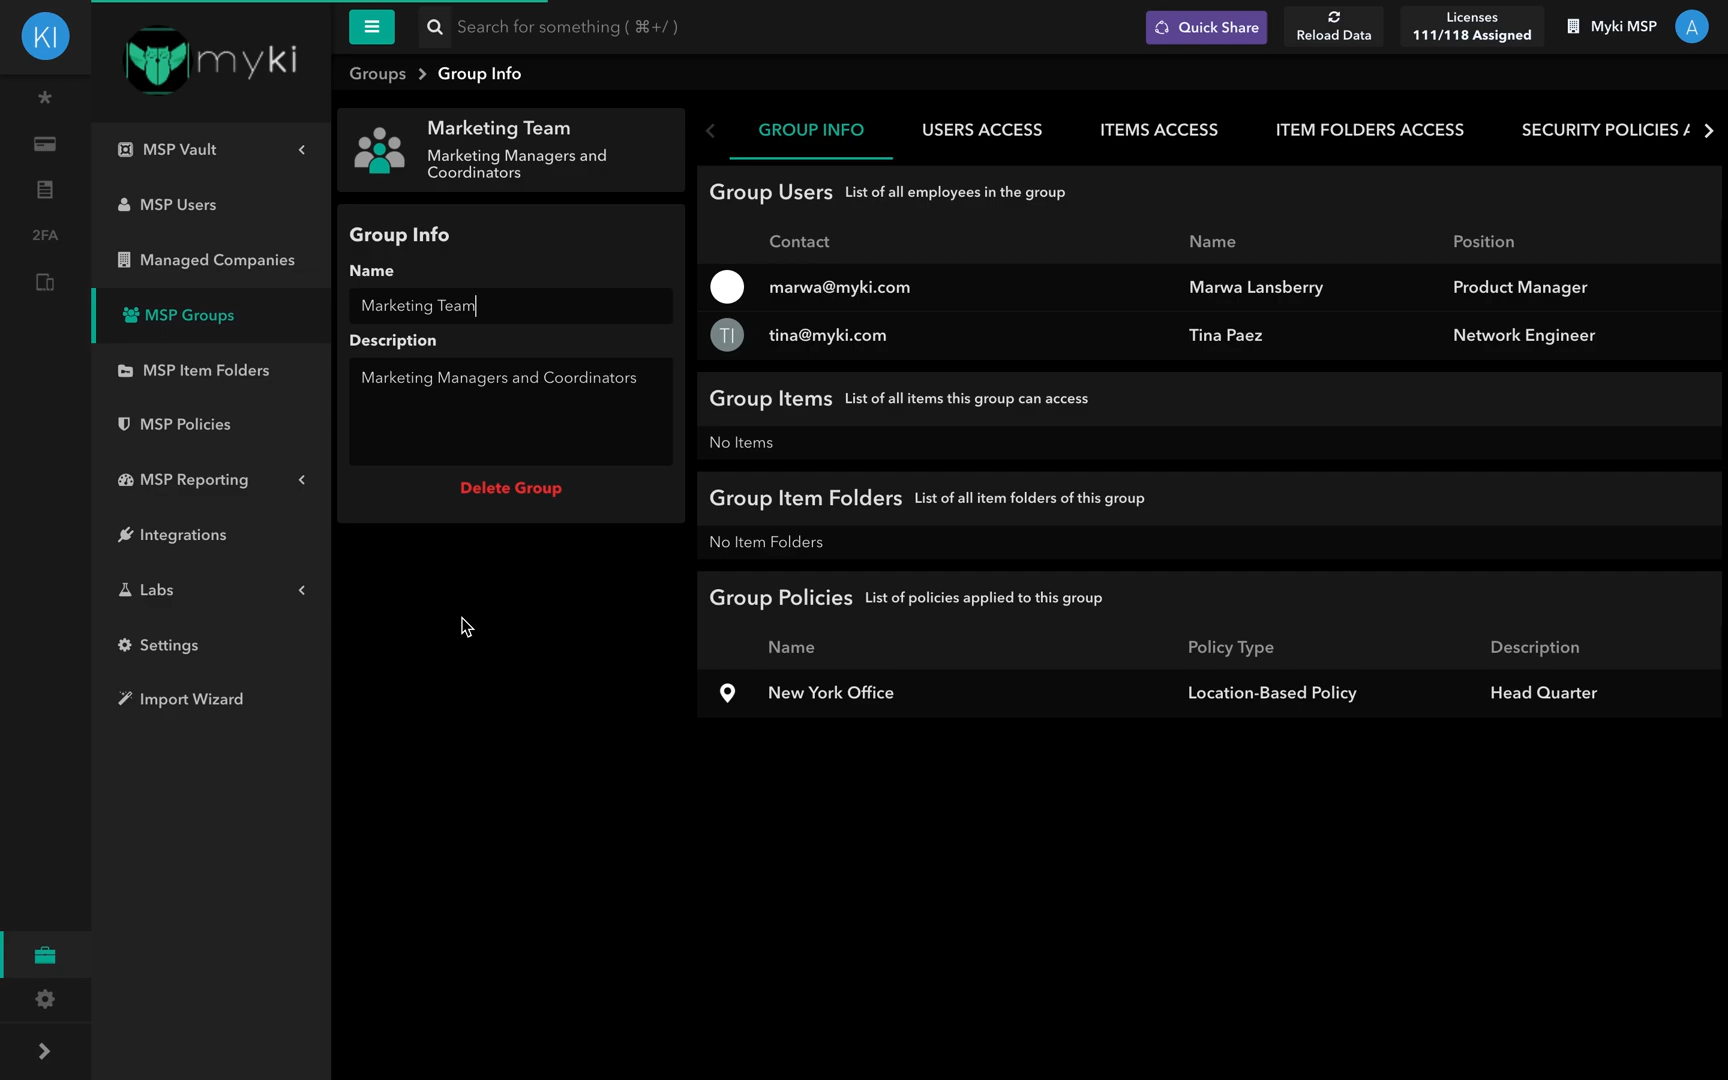 KI
myki
Search for something ( ⌘+/ )
Quick Share
Reload Data
Licenses
111/118 Assigned
Myki MSP
A
Groups > Group Info
2FA
MSP Vault
MSP Users
Managed Companies
MSP Groups
MSP Item Folders
MSP Policies
MSP Reporting
Integrations
Labs
Settings
Import Wizard
Marketing Team
Marketing Managers and
Coordinators
Group Info
Name
Marketing Team
Description
Marketing Managers and Coordinators
Delete Group
GROUP INFO USERS ACCESS ITEMS ACCESS ITEM FOLDERS ACCESS SECURITY POLICIES
Group Users List of all employees in the group
Contact Name Position
marwa@myki.com Marwa Lansberry Product Manager
TI tina@myki.com Tina Paez Network Engineer
Group Items List of all items this group can access
No Items
Group Item Folders List of all item folders of this group
No Item Folders
Group Policies List of policies applied to this group
Name Policy Type Description
New York Office Location-Based Policy Head Quarter